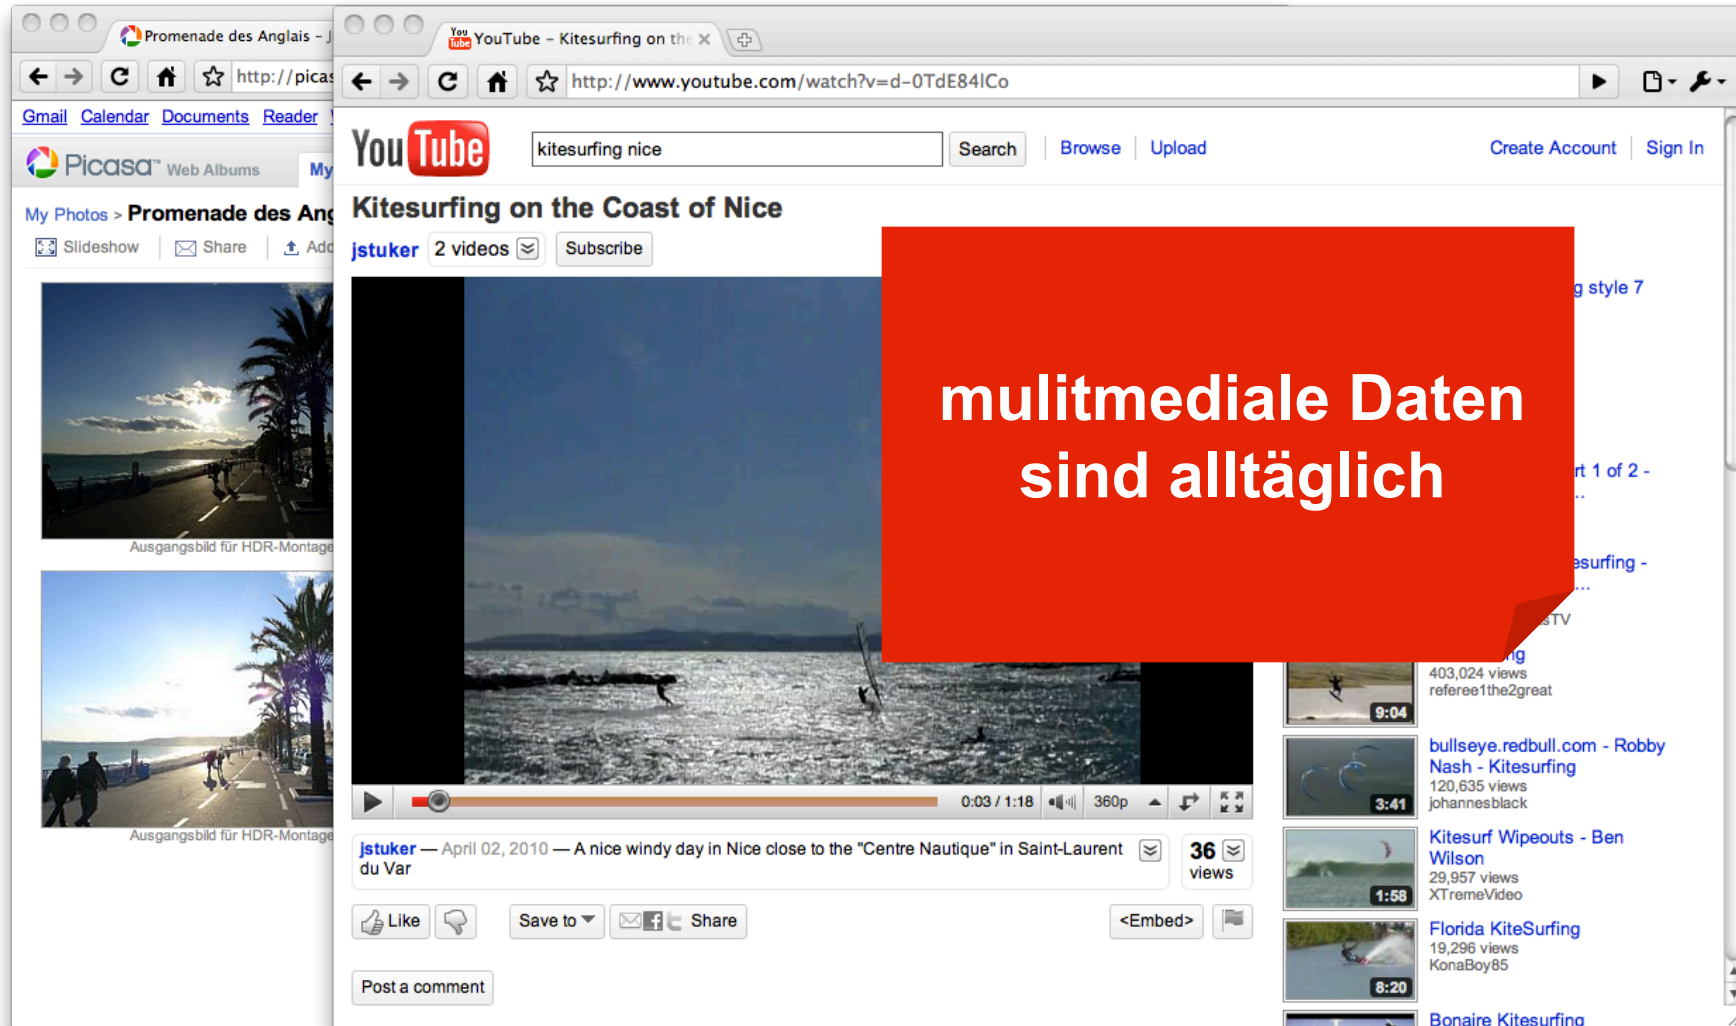 Promenade des Anglais - J
http://picas
Gmail Calendar Documents Reader
Picasa™ Web Albums
My
My Photos > Promenade des Ang
Slideshow Share Add
Ausgangsbild für HDR-Montage
Ausgangsbild für HDR-Montage
You Tube YouTube - Kitesurfing on the
http://www.youtube.com/watch?v=d-0TdE84lCo
You Tube kitesurfing nice Search Browse Upload Create Account Sign In
Kitesurfing on the Coast of Nice
jstuker 2 videos Subscribe
mulitmediale Daten
sind alltäglich
0:03 / 1:18 360p
jstuker — April 02, 2010 — A nice windy day in Nice close to the "Centre Nautique" in Saint-Laurent
du Var
36
views
Like Save to Share <Embed>
Post a comment
g style 7
rt 1 of 2 -
...
esurfing -
...
sTV
ng
403,024 views
referee1the2great
9:04
bullseye.redbull.com - Robby
Nash - Kitesurfing
120,635 views
johannesblack
3:41
Kitesurf Wipeouts - Ben
Wilson
29,957 views
XTremeVideo
1:58
Florida KiteSurfing
19,296 views
KonaBoy85
8:20
Bonaire Kitesurfing